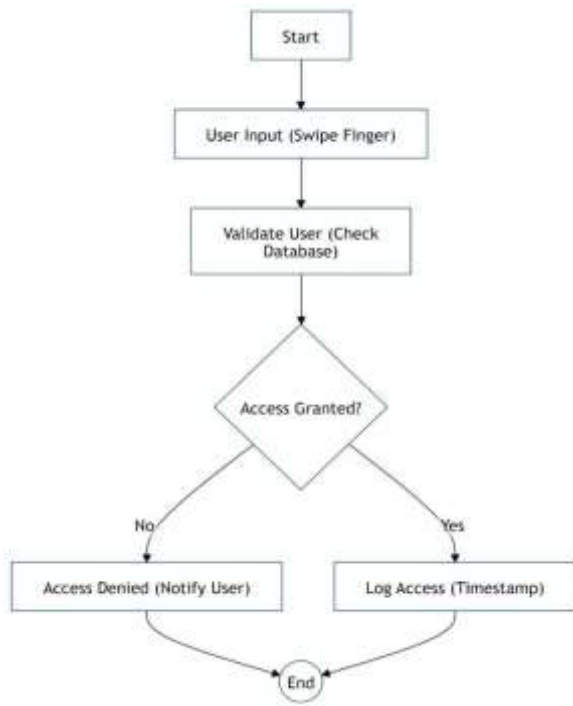 Start
User Input (Swipe Finger)
Validate User (Check
Database)
Access Granted?
No
Yes
Access Denied (Notify User)
Log Access (Timestamp)
End